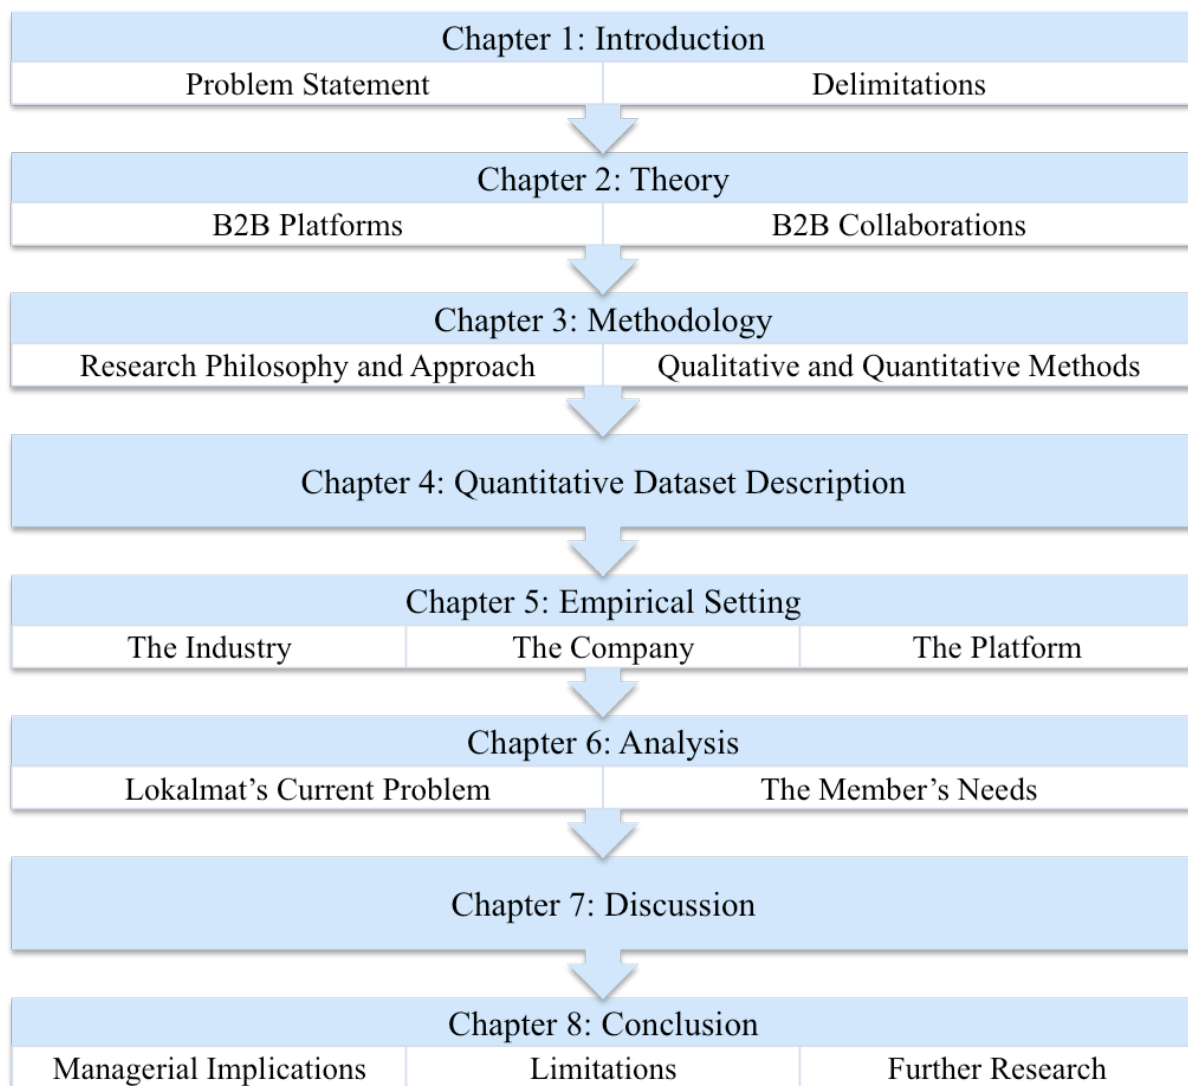 Chapter 1: Introduction
Problem Statement
Delimitations
Chapter 2: Theory
B2B Platforms
B2B Collaborations
Chapter 3: Methodology
Research Philosophy and Approach
Qualitative and Quantitative Methods
Chapter 4: Quantitative Dataset Description
Chapter 5: Empirical Setting
The Industry
The Company
The Platform
Chapter 6: Analysis
Lokalmat's Current Problem
The Member's Needs
Chapter 7: Discussion
Chapter 8: Conclusion
Managerial Implications
Limitations
Further Research